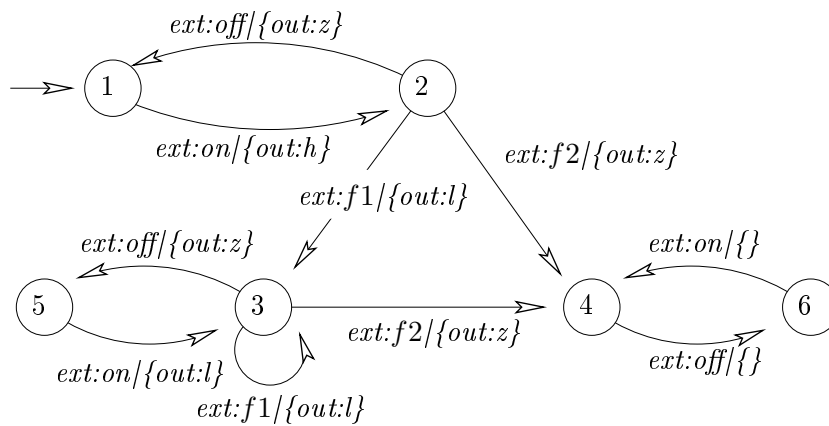 ext:off|{out:z}
1
2
ext:on|{out:h}
ext:f2|{out:z}
ext:f1|{out:l}
ext:off|{out:z}
ext:on|{}
5
3
4
6
ext:f2|{out:z}
ext:off|{}
ext:on|{out:l}
ext:f1|{out:l}